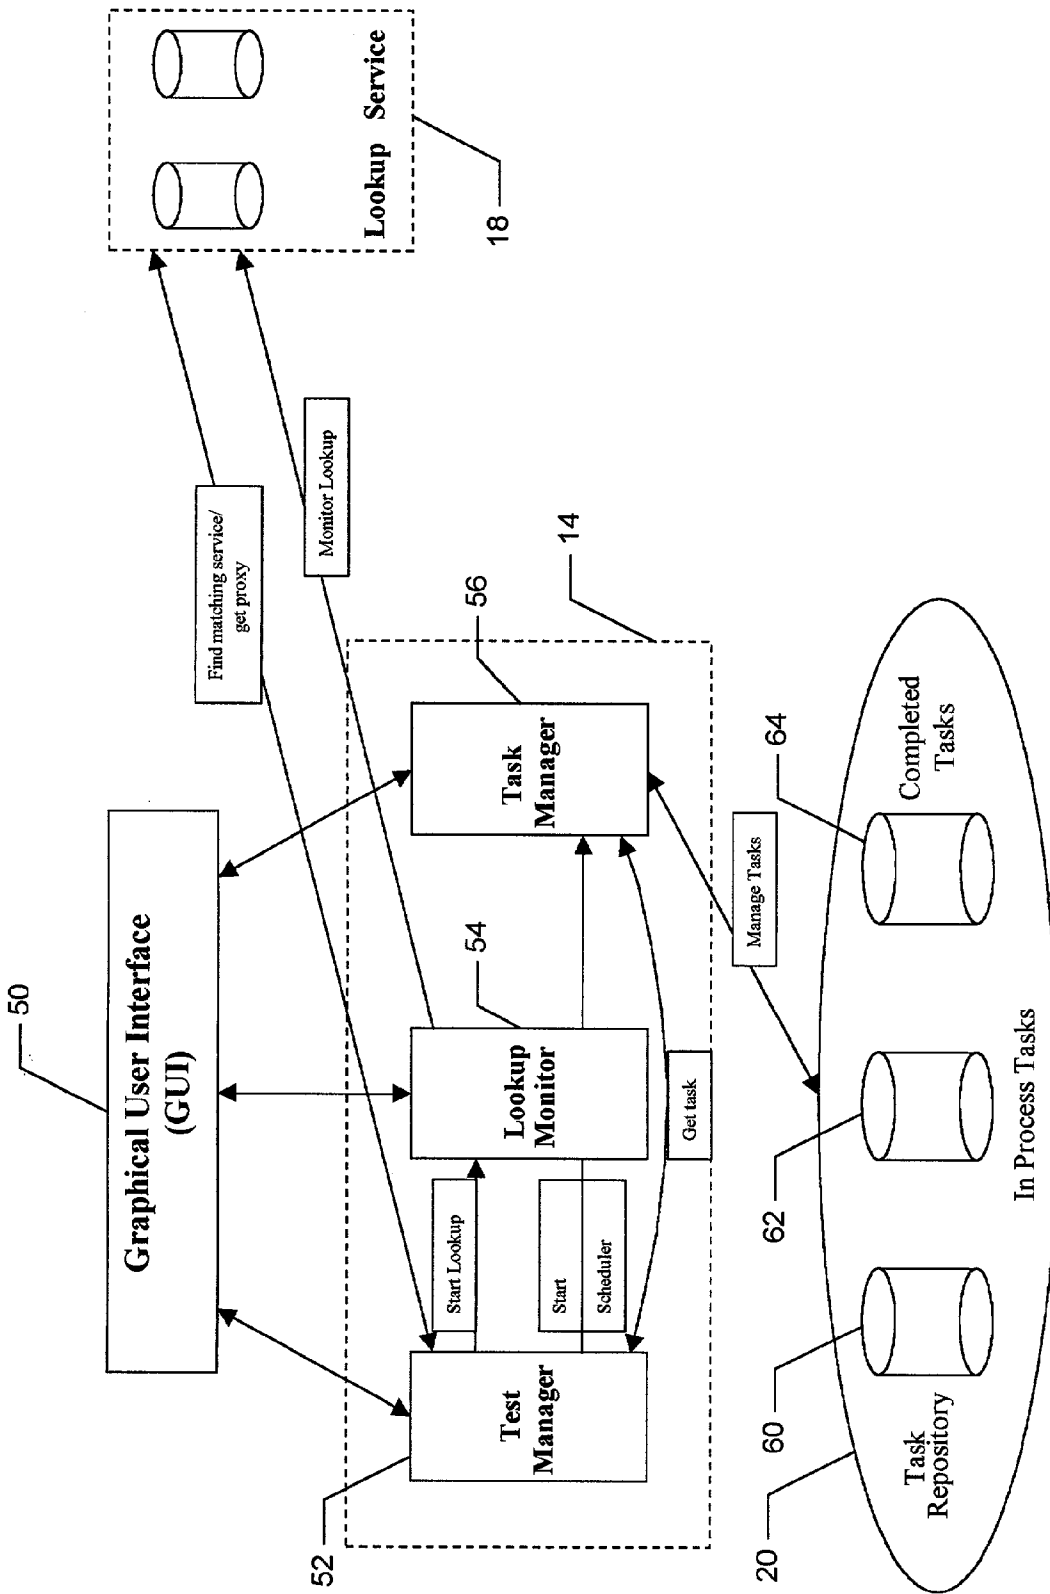 50
Graphical User Interface
(GUI)
Find matching service/
get proxy
Monitor Lookup
Lookup Service
18
52
Test
Manager
Start Lookup
Start
Scheduler
Lookup
Monitor
54
Get task
Task
Manager
56
14
Manage Tasks
20
Task
Repository
60
62
In Process Tasks
64
Completed
Tasks